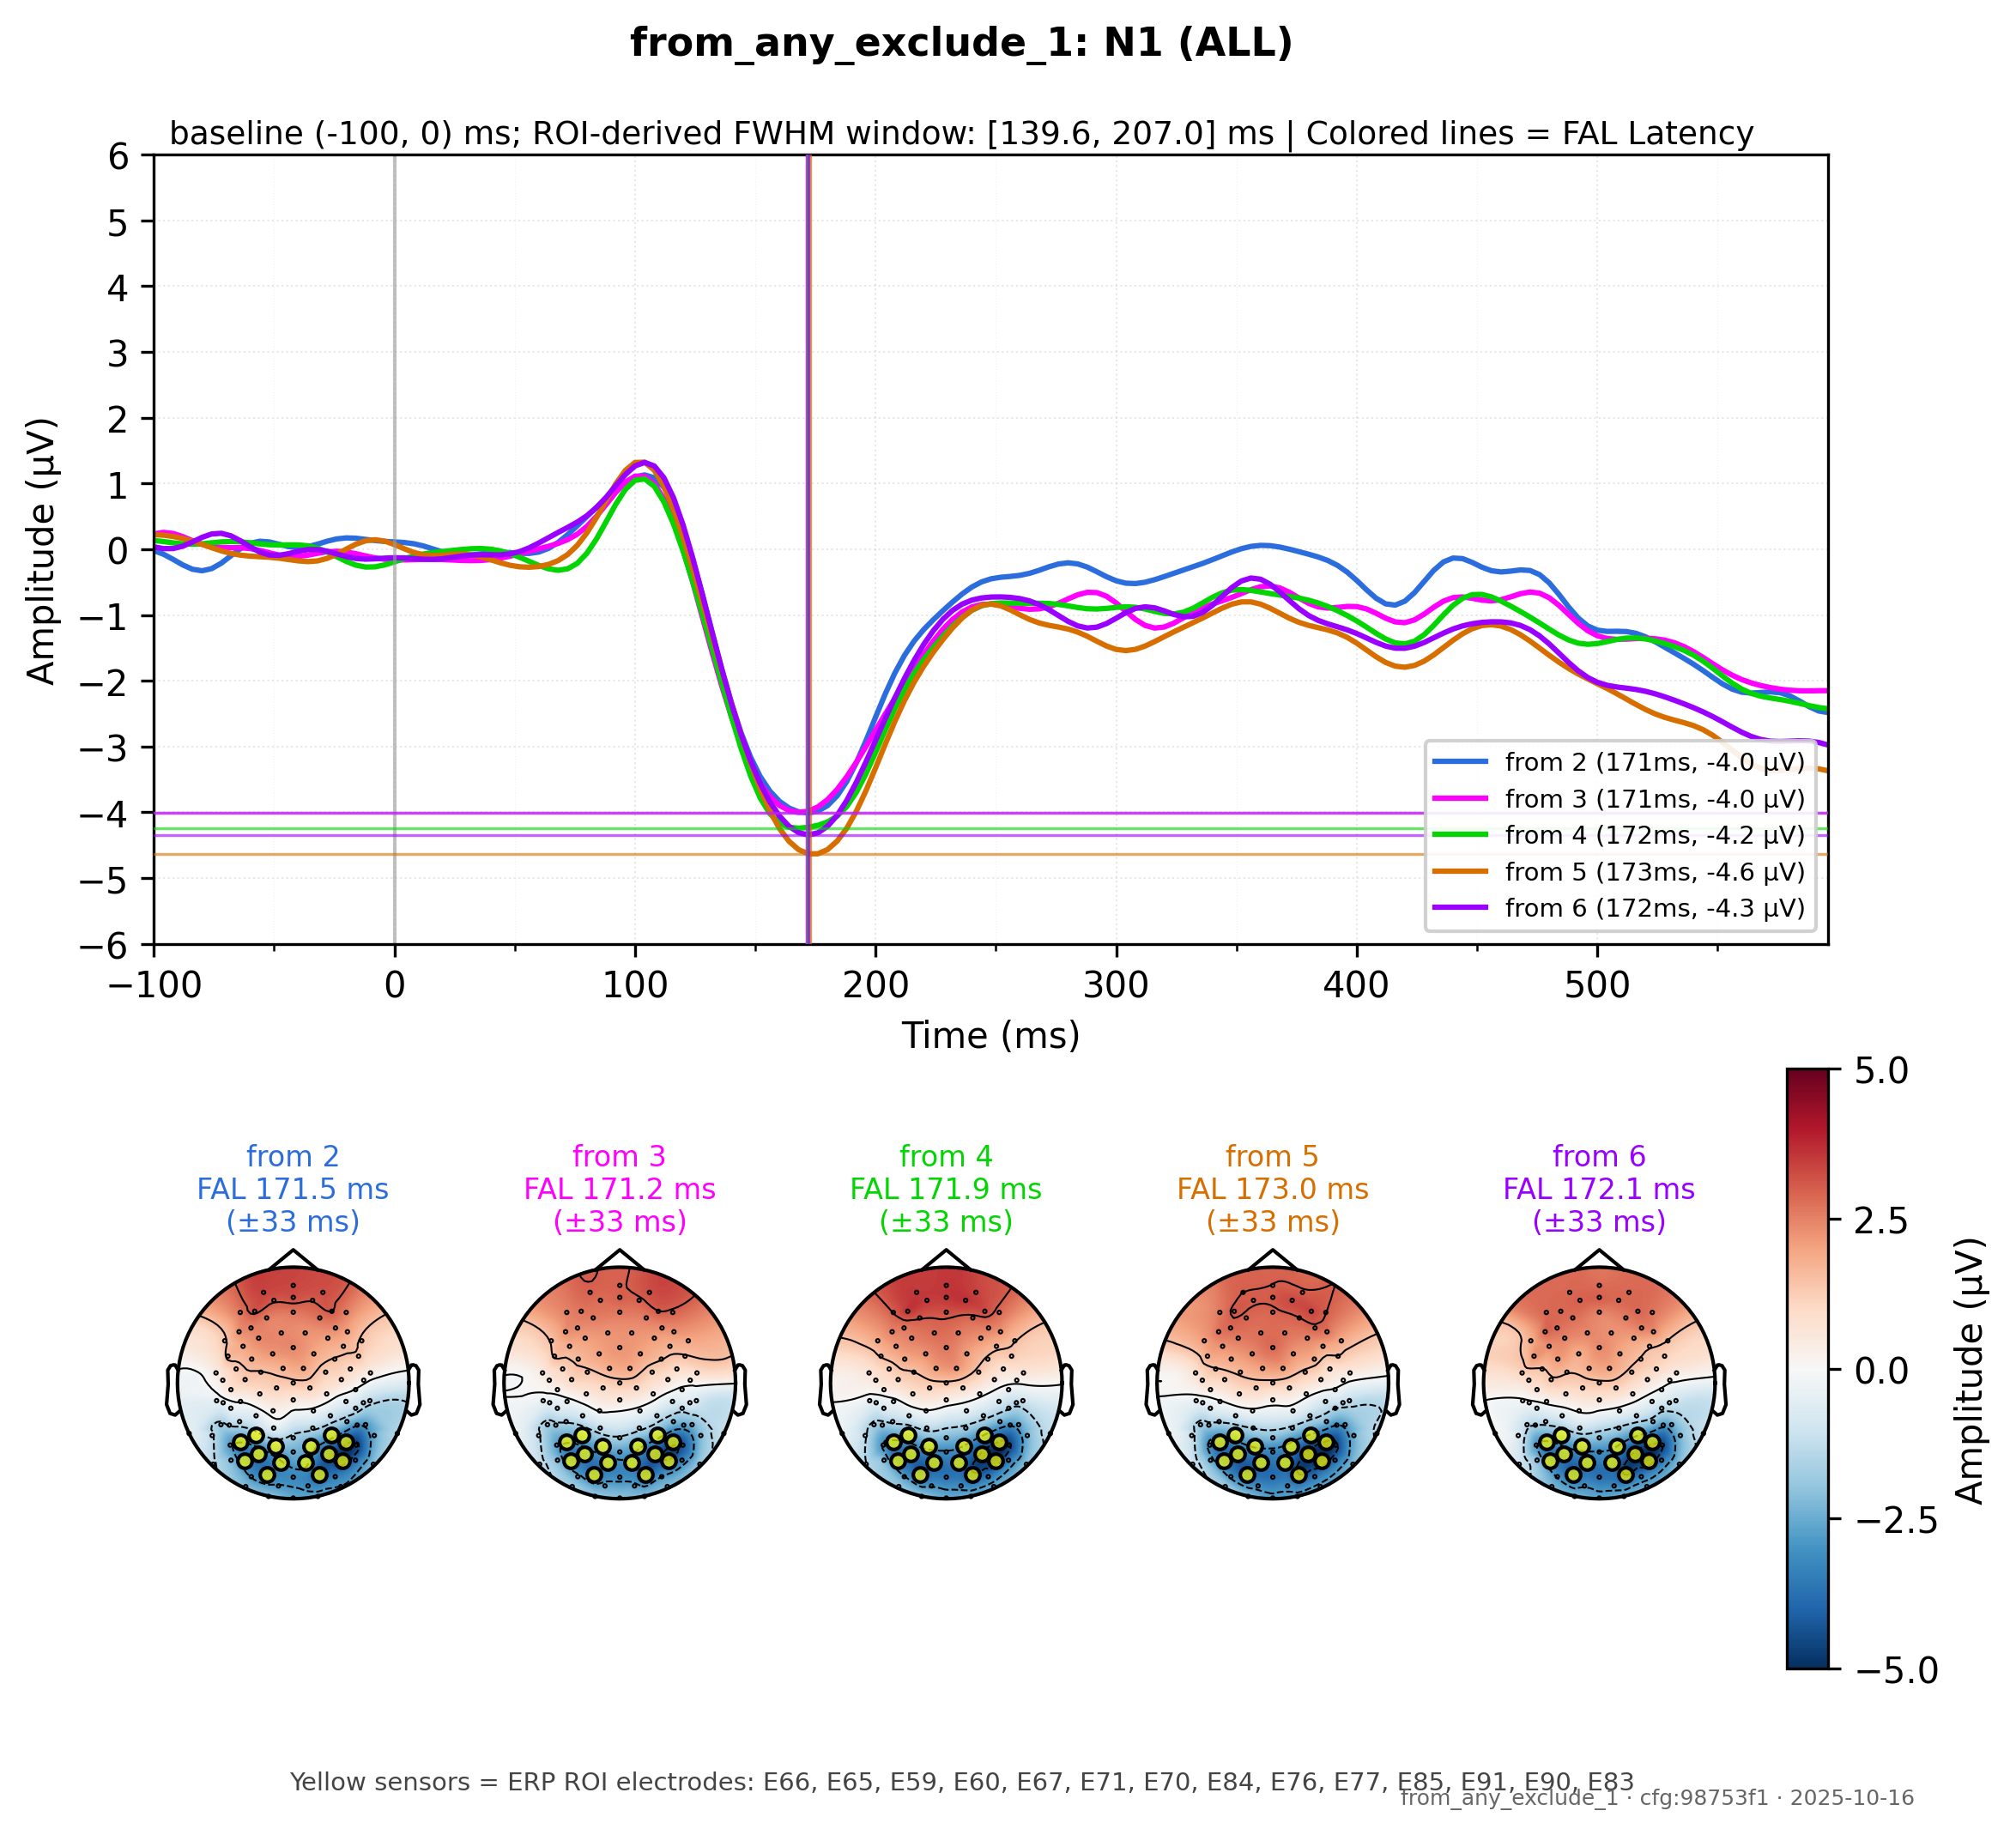 from_any_exclude_1: N1 (ALL)
baseline (-100, 0) ms; ROI-derived FWHM window: [139.6, 207.0] ms | Colored lines = FAL Latency
6
5
4
3
2
1
0
−1
−2
−3
−4
−5
−6
Amplitude (μV)
from 2 (171ms, -4.0 μV)
from 3 (171ms, -4.0 μV)
from 4 (172ms, -4.2 μV)
from 5 (173ms, -4.6 μV)
from 6 (172ms, -4.3 μV)
−100 0 100 200 300 400 500
Time (ms)
from 2
FAL 171.5 ms
(±33 ms)
from 3
FAL 171.2 ms
(±33 ms)
from 4
FAL 171.9 ms
(±33 ms)
from 5
FAL 173.0 ms
(±33 ms)
from 6
FAL 172.1 ms
(±33 ms)
5.0
2.5
0.0
−2.5
−5.0
Amplitude (μV)
Yellow sensors = ERP ROI electrodes: E66, E65, E59, E60, E67, E71, E70, E84, E76, E77, E85, E91, E90, E83
from_any_exclude_1 · cfg:98753f1 · 2025-10-16